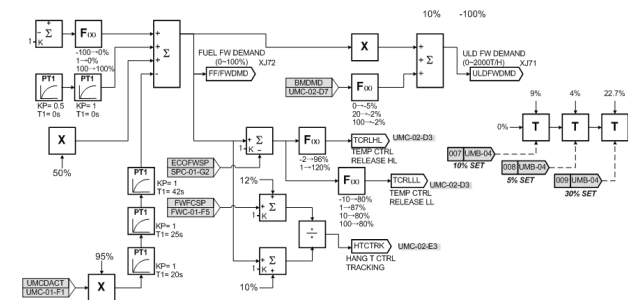 10% -100%
+
-
Σ
1
K
F(x)
-100→0%
1→0%
100→100%
+
+
+
-
Σ
FUEL FW DEMAND
(0~100%) XJ72
FF/FWDMD
X
+
+
+
Σ
ULD FW DEMAND
(0~2000T/H) XJ71
ULDFWDMD
BMDMD
UMC-02-D7
F(x)
0→-5%
20→-2%
100→-2%
PT1
KP= 0.5
T1= 0s
PT1
KP= 1
T1= 0s
X
50%
9%
4%
22.7%
0%
T
T
T
007 UMB-04
10% SET
008 UMB-04
5% SET
009 UMB-04
30% SET
ECOFWSP
SPC-01-G2
+
Σ
1
K
-
F(x)
-2→96%
1→120%
TCRLHL UMC-02-D3
TEMP CTRL
RELEASE HL
F(x)
-10→80%
1→87%
10→80%
100→80%
TCRLLL UMC-02-D3
TEMP CTRL
RELEASE LL
PT1
KP= 1
T1= 42s
12%
FWFCSP
FWC-01-F5
+
Σ
1
K
+
PT1
KP= 1
T1= 25s
÷
HTCTRK UMC-02-E3
HANG T CTRL
TRACKING
+
Σ
1
K
+
10%
PT1
KP= 1
T1= 20s
95%
UMCDACT
UMC-01-F1
X